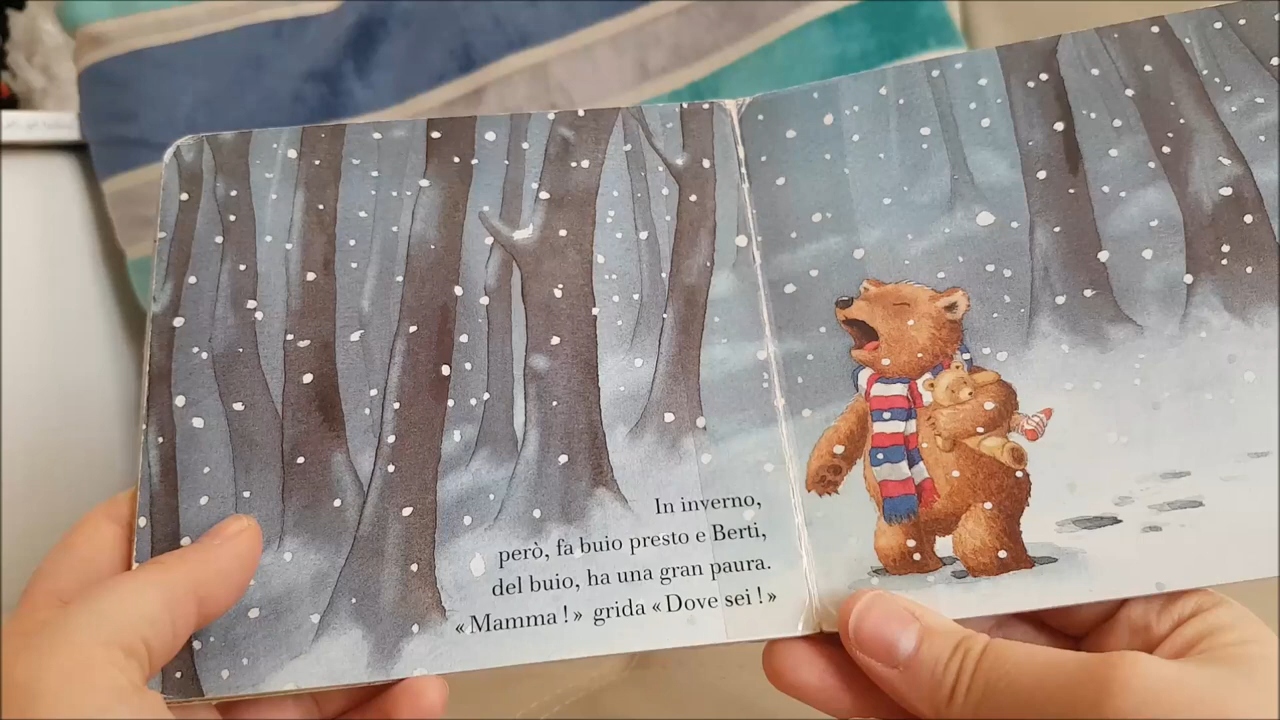 In inverno,
però, fa buio presto e Berti,
del buio, ha una gran paura.
«Mamma!» grida «Dove sei!»